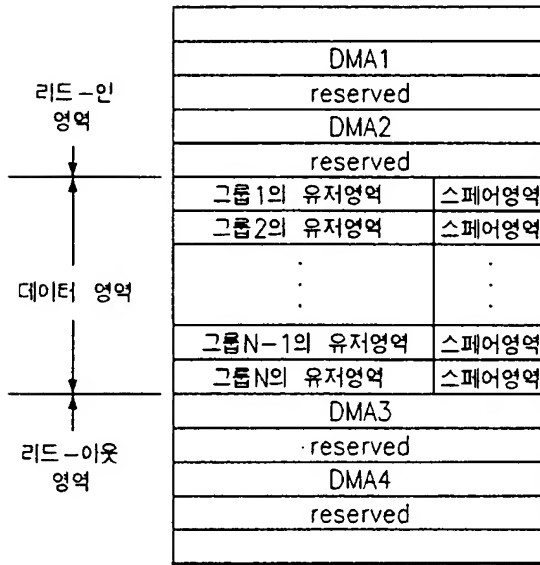 DMA1
리드-인
영역
reserved
DMA2
reserved
그룹1의 유저영역 스페어영역
그룹2의 유저영역 스페어영역
데이터 영역
그룹N-1의 유저영역 스페어영역
그룹N의 유저영역 스페어영역
DMA3
리드-아웃
영역
reserved
DMA4
reserved